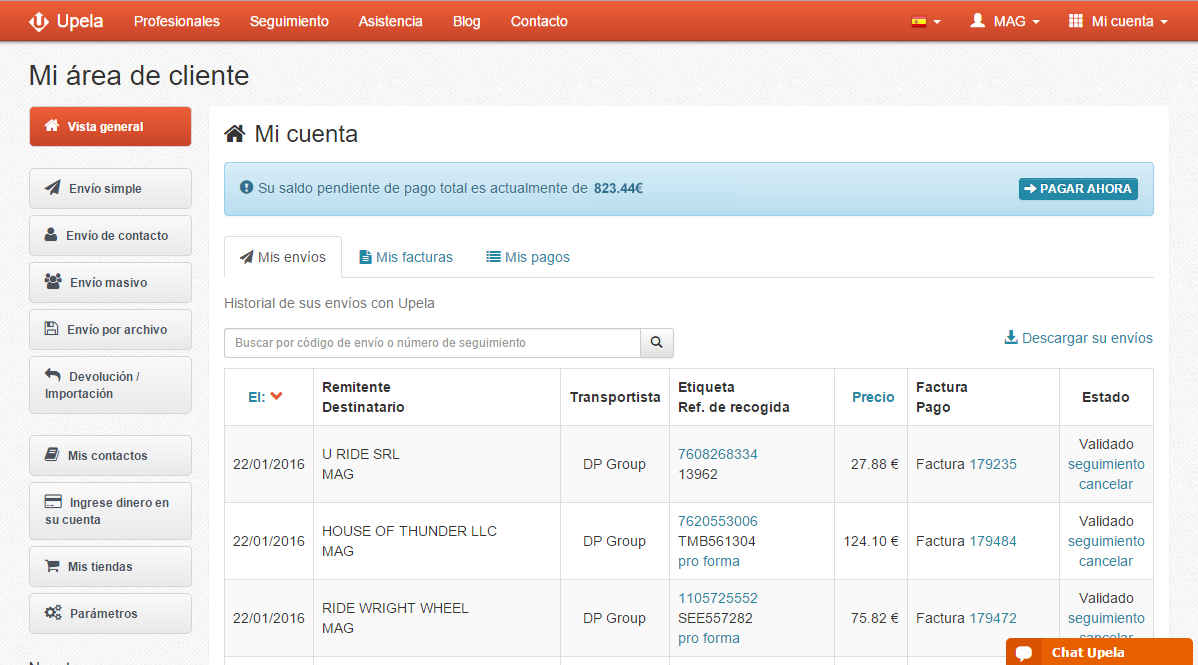 Upela Profesionales Seguimiento Asistencia Blog Contacto MAG Mi cuenta
Mi área de cliente
Vista general
Envío simple
Envío de contacto
Envío masivo
Envío por archivo
Devolución /
Importación
Mis contactos
Ingrese dinero en
su cuenta
Mis tiendas
Parámetros
Mi cuenta
Su saldo pendiente de pago total es actualmente de 823.44€
PAGAR AHORA
Mis envíos Mis facturas Mis pagos
Historial de sus envíos con Upela
Buscar por código de envío o número de seguimiento
Descargar su envíos
El:
Remitente
Destinatario
Transportista
Etiqueta
Ref. de recogida
Precio
Factura
Pago
Estado
22/01/2016
U RIDE SRL
MAG
DP Group
7608268334
13962
27.88 €
Factura 179235
Validado
seguimiento
cancelar
22/01/2016
HOUSE OF THUNDER LLC
MAG
DP Group
7620553006
TMB561304
pro forma
124.10 €
Factura 179484
Validado
seguimiento
cancelar
22/01/2016
RIDE WRIGHT WHEEL
MAG
DP Group
1105725552
SEE557282
pro forma
75.82 €
Factura 179472
Validado
seguimiento
cancelar
Chat Upela